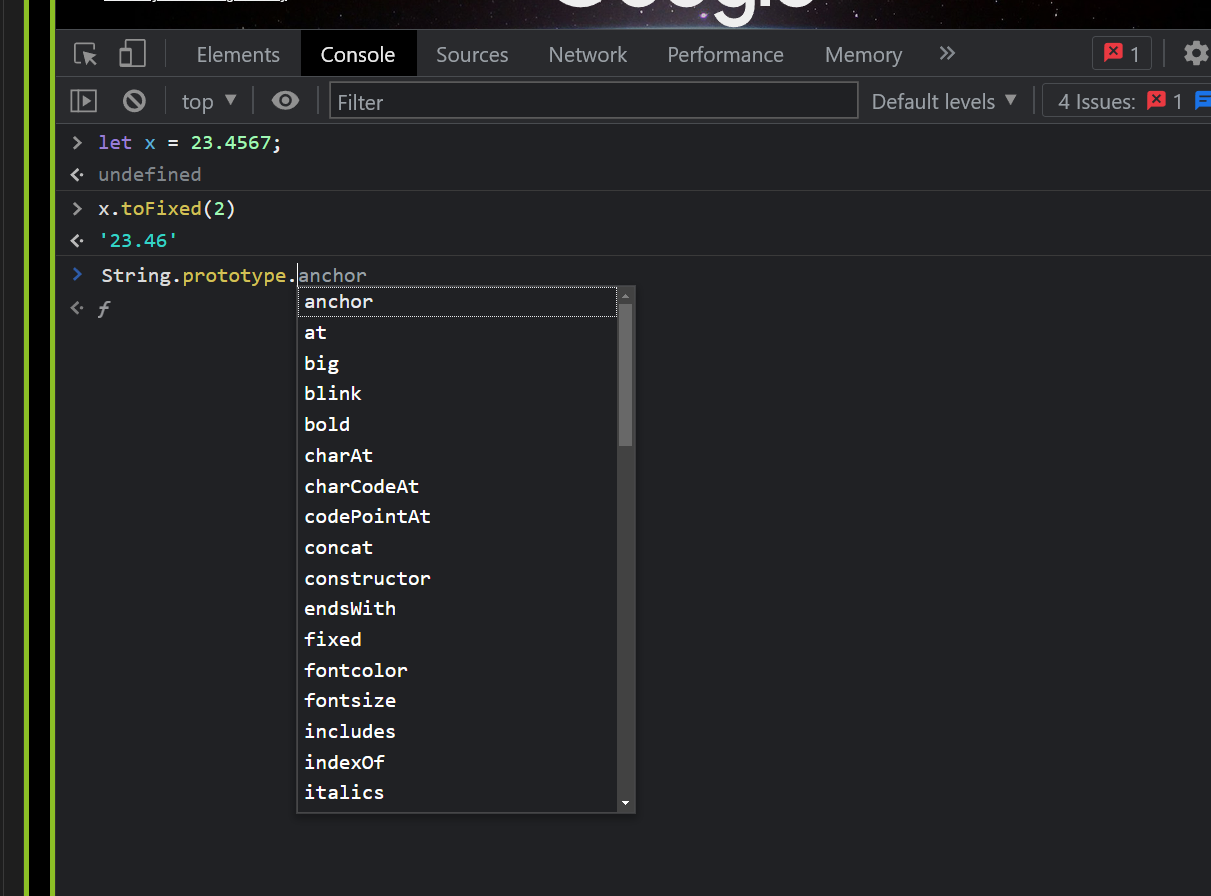 Google
Elements Console Sources Network Performance Memory » 1
top ▼ Filter Default levels ▼ 4 Issues: 1
> let x = 23.4567;
undefined
> x.toFixed(2)
'23.46'
> String.prototype.anchor
ƒ
anchor
at
big
blink
bold
charAt
charCodeAt
codePointAt
concat
constructor
endsWith
fixed
fontcolor
fontsize
includes
indexOf
italics